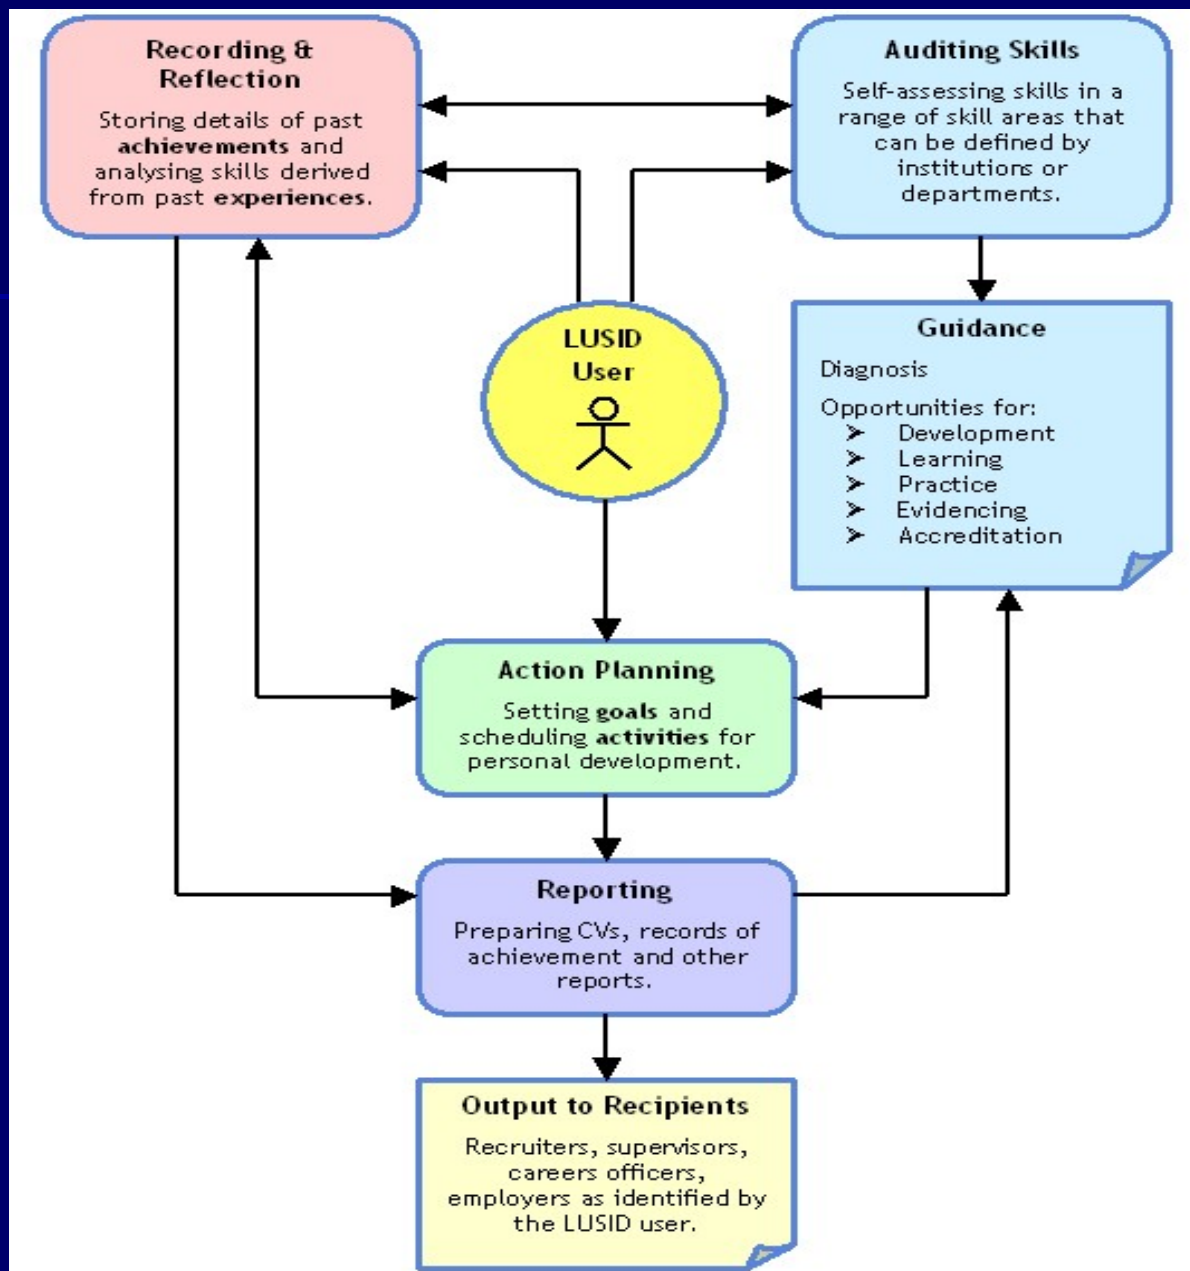 Recording &
Reflection
Storing details of past
achievements and
analysing skills derived
from past experiences.
Auditing Skills
Self-assessing skills in a
range of skill areas that
can be defined by
institutions or
departments.
LUSID
User
Guidance
Diagnosis
Opportunities for:
➢ Development
➢ Learning
➢ Practice
➢ Evidencing
➢ Accreditation
Action Planning
Setting goals and
scheduling activities for
personal development.
Reporting
Preparing CVs, records of
achievement and other
reports.
Output to Recipients
Recruiters, supervisors,
careers officers,
employers as identified by
the LUSID user.